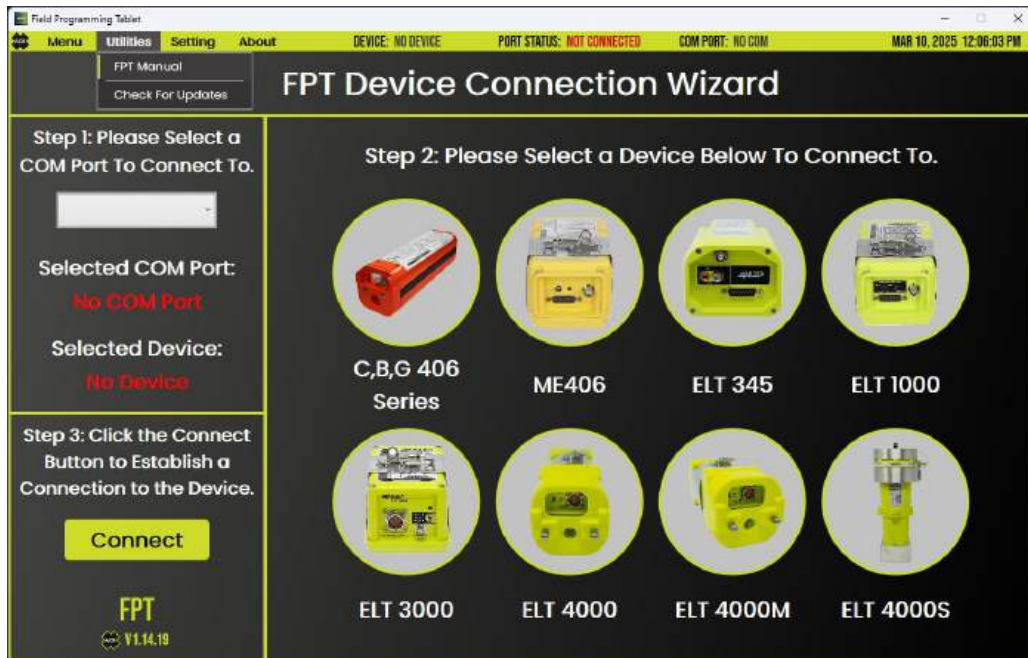 Field Programming Tablet
Menu Utilities Setting About DEVICE: NO DEVICE PORT STATUS: NOT CONNECTED COM PORT: NO COM MAR 10, 2025 12:06:03 PM
FPT Manual
Check For Updates
FPT Device Connection Wizard
Step 1: Please Select a
COM Port To Connect To.
Selected COM Port:
No COM Port
Selected Device:
No Device
Step 3: Click the Connect
Button to Establish a
Connection to the Device.
Connect
FPT
V1.14.19
Step 2: Please Select a Device Below To Connect To.
C,B,G 406
Series
ME406
ELT 345
ELT 1000
ELT 3000
ELT 4000
ELT 4000M
ELT 4000S